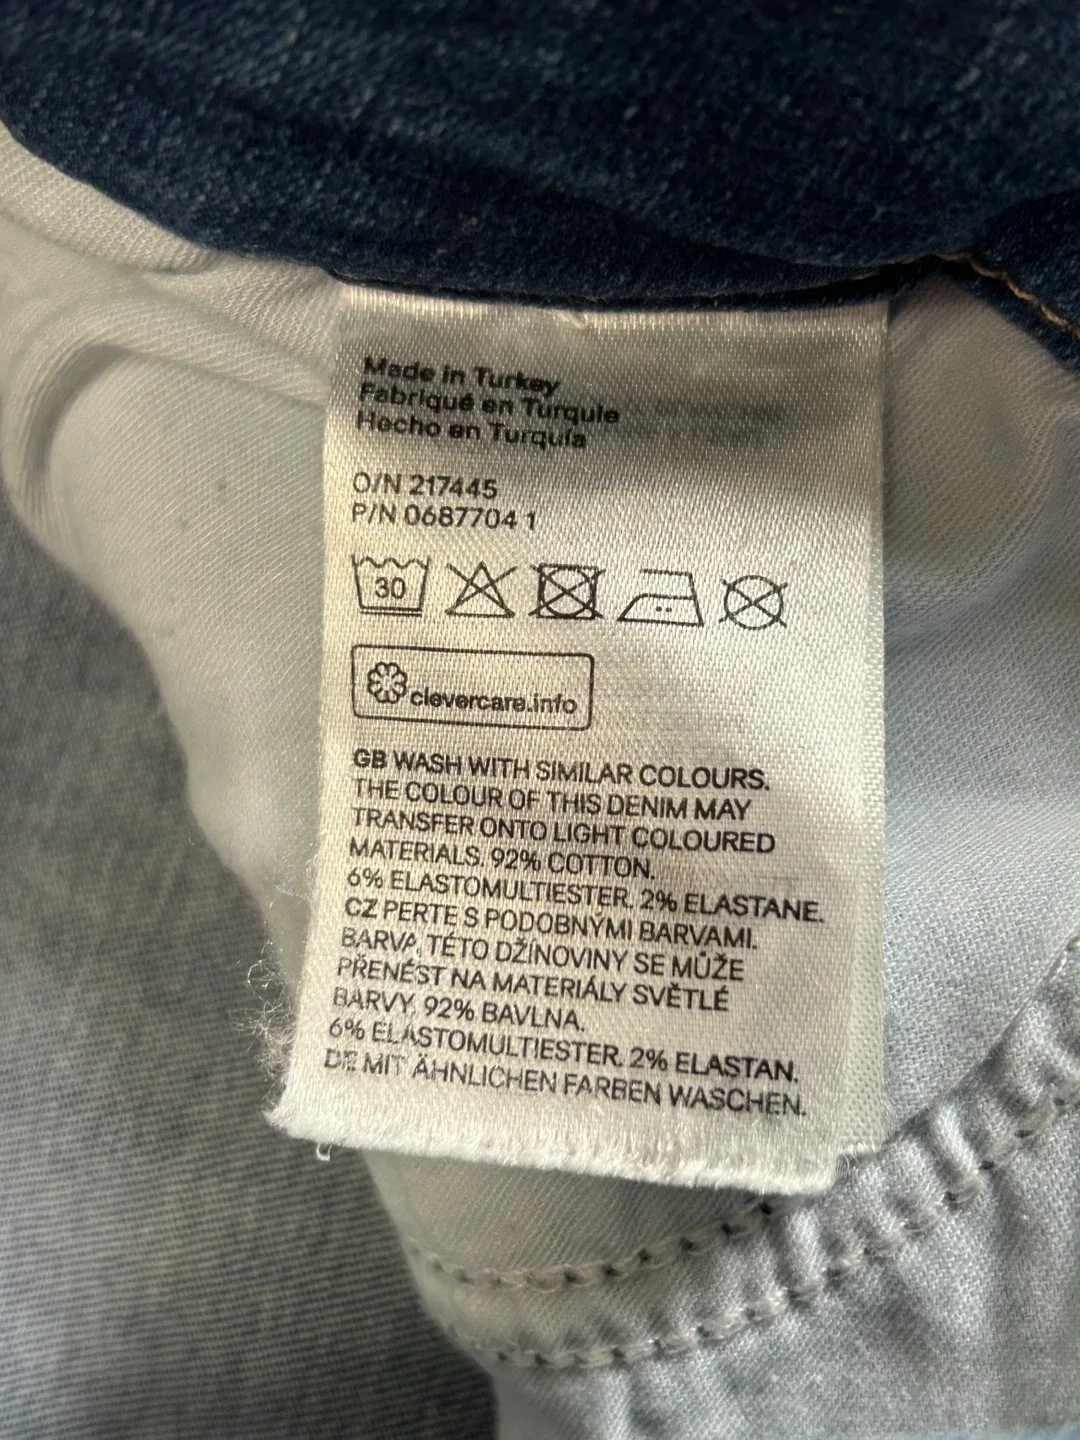 Made in Turkey
Fabriqué en Turquie
Hecho en Turquía
O/N 217445
P/N 0687704 1
30
clevercare.info
GB WASH WITH SIMILAR COLOURS.
THE COLOUR OF THIS DENIM MAY
TRANSFER ONTO LIGHT COLOURED
MATERIALS. 92% COTTON.
6% ELASTOMULTIESTER. 2% ELASTANE.
CZ PERTE S PODOBNÝMI BARVAMI.
BARVA TÉTO DŽÍNOVINY SE MŮŽE
PŘENÉST NA MATERIÁLY SVĚTLÉ
BARVY. 92% BAVLNA.
6% ELASTOMULTIESTER. 2% ELASTAN.
DE MIT ÄHNLICHEN FARBEN WASCHEN.